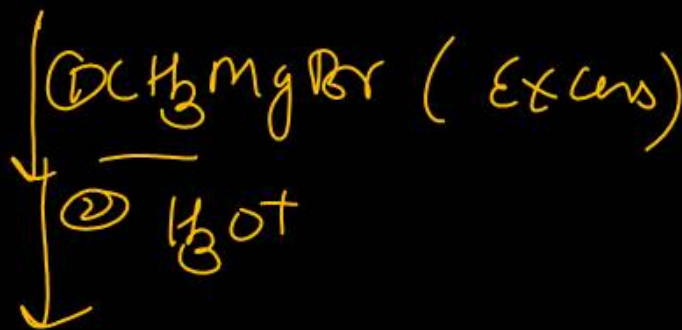 ① CH3MgBr ( Excess)
② H3O+